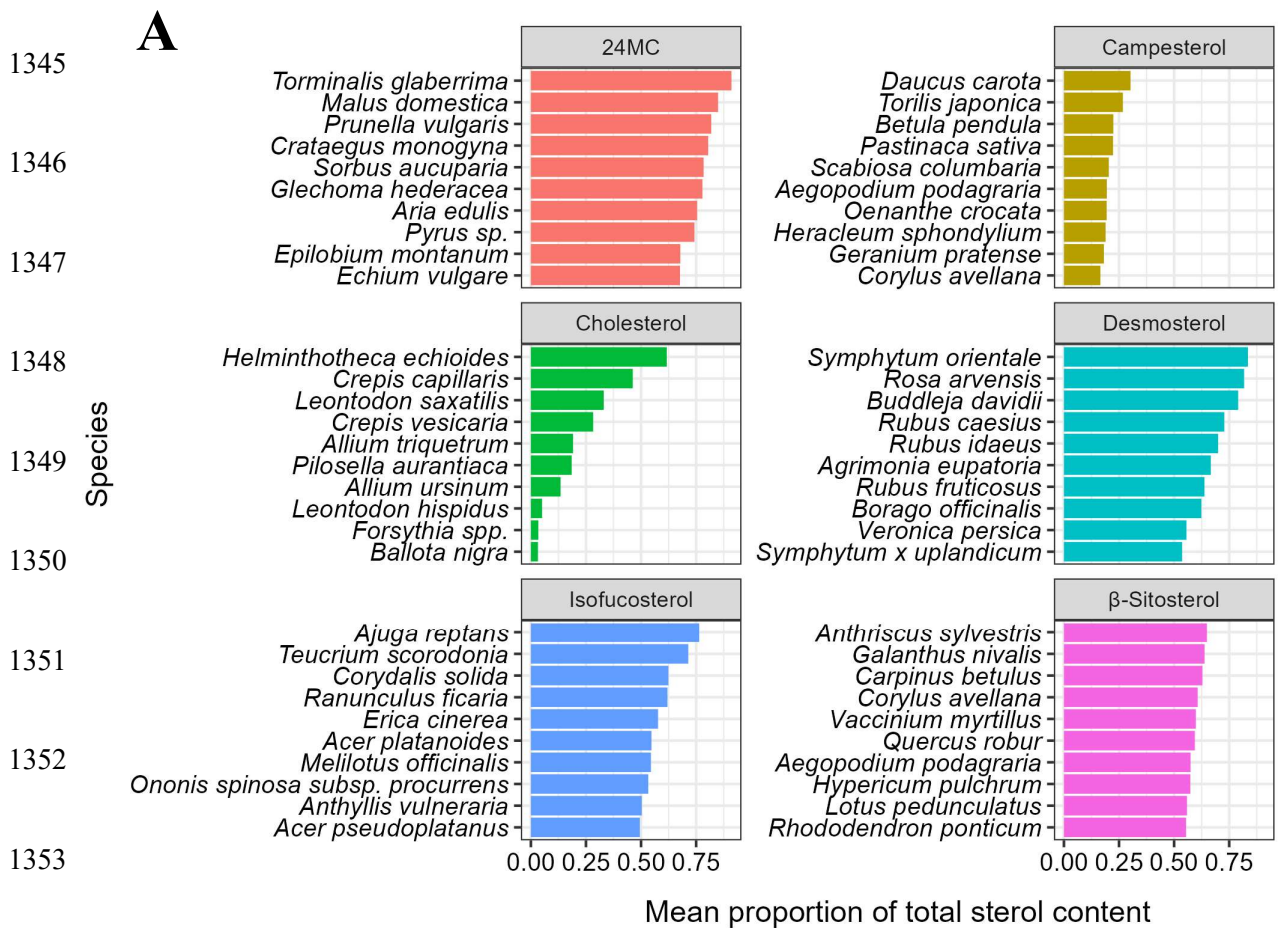 A
1345
1346
1347
1348
1349
1350
1351
1352
1353
Species
24MC
Torminalis glaberrima
Malus domestica
Prunella vulgaris
Crataegus monogyna
Sorbus aucuparia
Glechoma hederacea
Aria edulis
Pyrus sp.
Epilobium montanum
Echium vulgare
Campesterol
Daucus carota
Torilis japonica
Betula pendula
Pastinaca sativa
Scabiosa columbaria
Aegopodium podagraria
Oenanthe crocata
Heracleum sphondylium
Geranium pratense
Corylus avellana
Cholesterol
Helminthotheca echioides
Crepis capillaris
Leontodon saxatilis
Crepis vesicaria
Allium triquetrum
Pilosella aurantiaca
Allium ursinum
Leontodon hispidus
Forsythia spp.
Ballota nigra
Desmosterol
Symphytum orientale
Rosa arvensis
Buddleja davidii
Rubus caesius
Rubus idaeus
Agrimonia eupatoria
Rubus fruticosus
Borago officinalis
Veronica persica
Symphytum x uplandicum
Isofucosterol
Ajuga reptans
Teucrium scorodonia
Corydalis solida
Ranunculus ficaria
Erica cinerea
Acer platanoides
Melilotus officinalis
Ononis spinosa subsp. procurrens
Anthyllis vulneraria
Acer pseudoplatanus
0.00 0.25 0.50 0.75
β-Sitosterol
Anthriscus sylvestris
Galanthus nivalis
Carpinus betulus
Corylus avellana
Vaccinium myrtillus
Quercus robur
Aegopodium podagraria
Hypericum pulchrum
Lotus pedunculatus
Rhododendron ponticum
0.00 0.25 0.50 0.75
Mean proportion of total sterol content